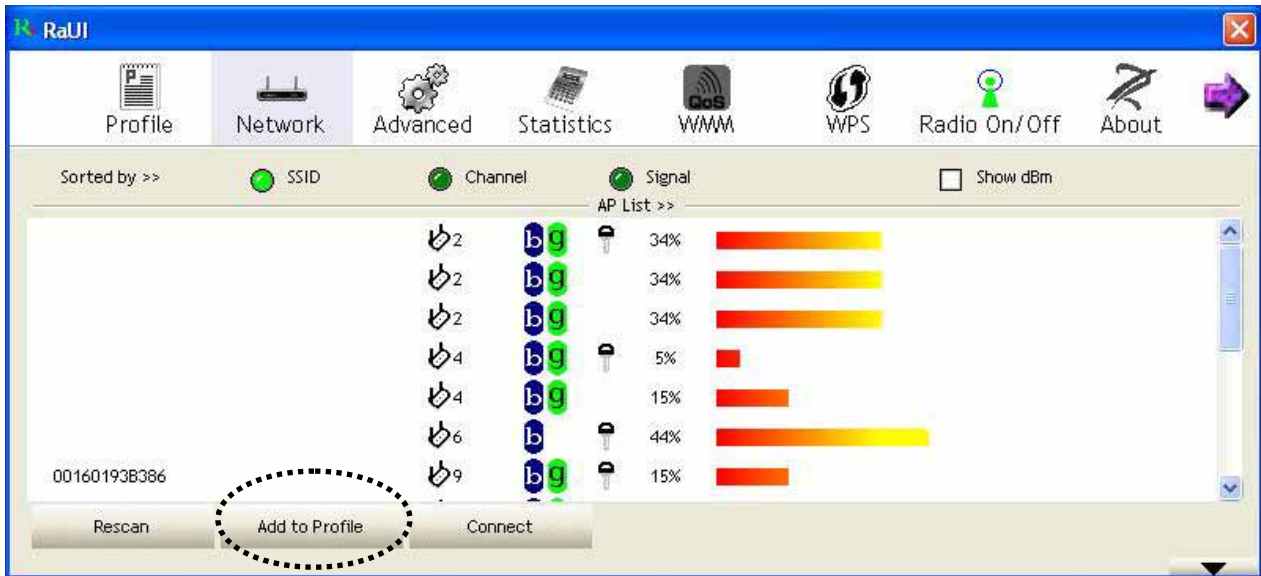 RaUI
Profile Network Advanced Statistics WMM WPS Radio On/Off About
QoS
Sorted by >> SSID Channel Signal Show dBm
AP List >>
2 b g 34%
2 b g 34%
2 b g 34%
4 b g 5%
4 b g 15%
6 b 44%
00160193B386 9 b g 15%
Rescan Add to Profile Connect